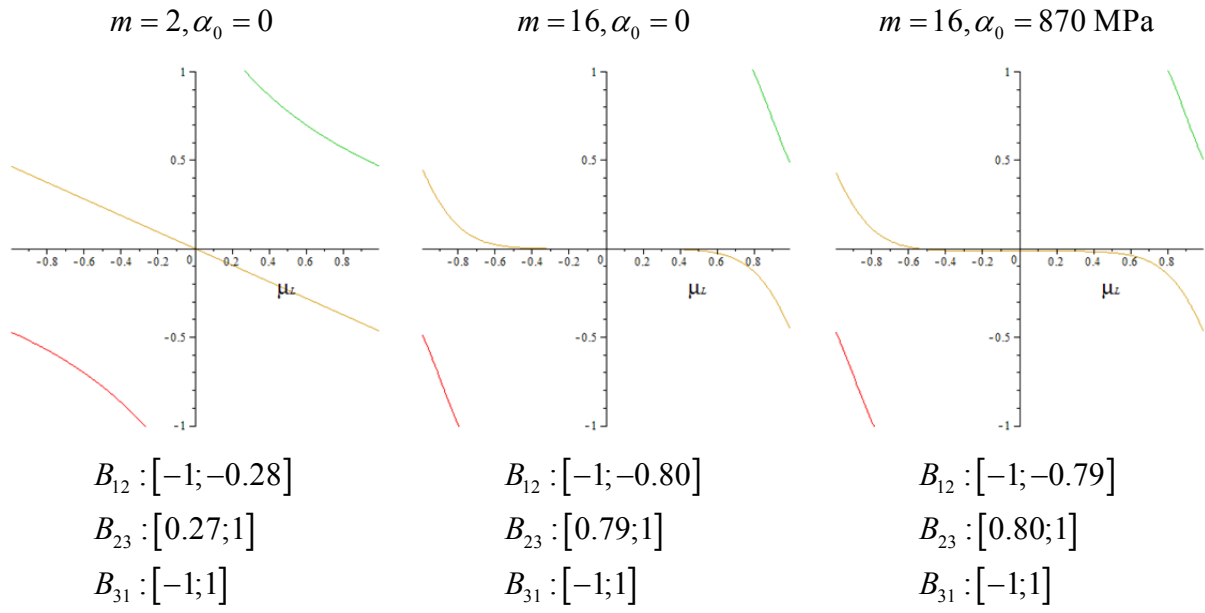 m = 2, α₀ = 0
1
0.5
-0.8 -0.6 -0.4 -0.2 0 0.2 0.4 0.6 0.8
μ_L
-0.5
-1
B₁₂ : [−1; −0.28]
B₂₃ : [0.27; 1]
B₃₁ : [−1; 1]
m = 16, α₀ = 0
1
0.5
-0.8 -0.6 -0.4 -0.2 0 0.2 0.4 0.6 0.8
μ_L
-0.5
-1
B₁₂ : [−1; −0.80]
B₂₃ : [0.79; 1]
B₃₁ : [−1; 1]
m = 16, α₀ = 870 MPa
1
0.5
-0.8 -0.6 -0.4 -0.2 0 0.2 0.4 0.6 0.8
μ_L
-0.5
-1
B₁₂ : [−1; −0.79]
B₂₃ : [0.80; 1]
B₃₁ : [−1; 1]